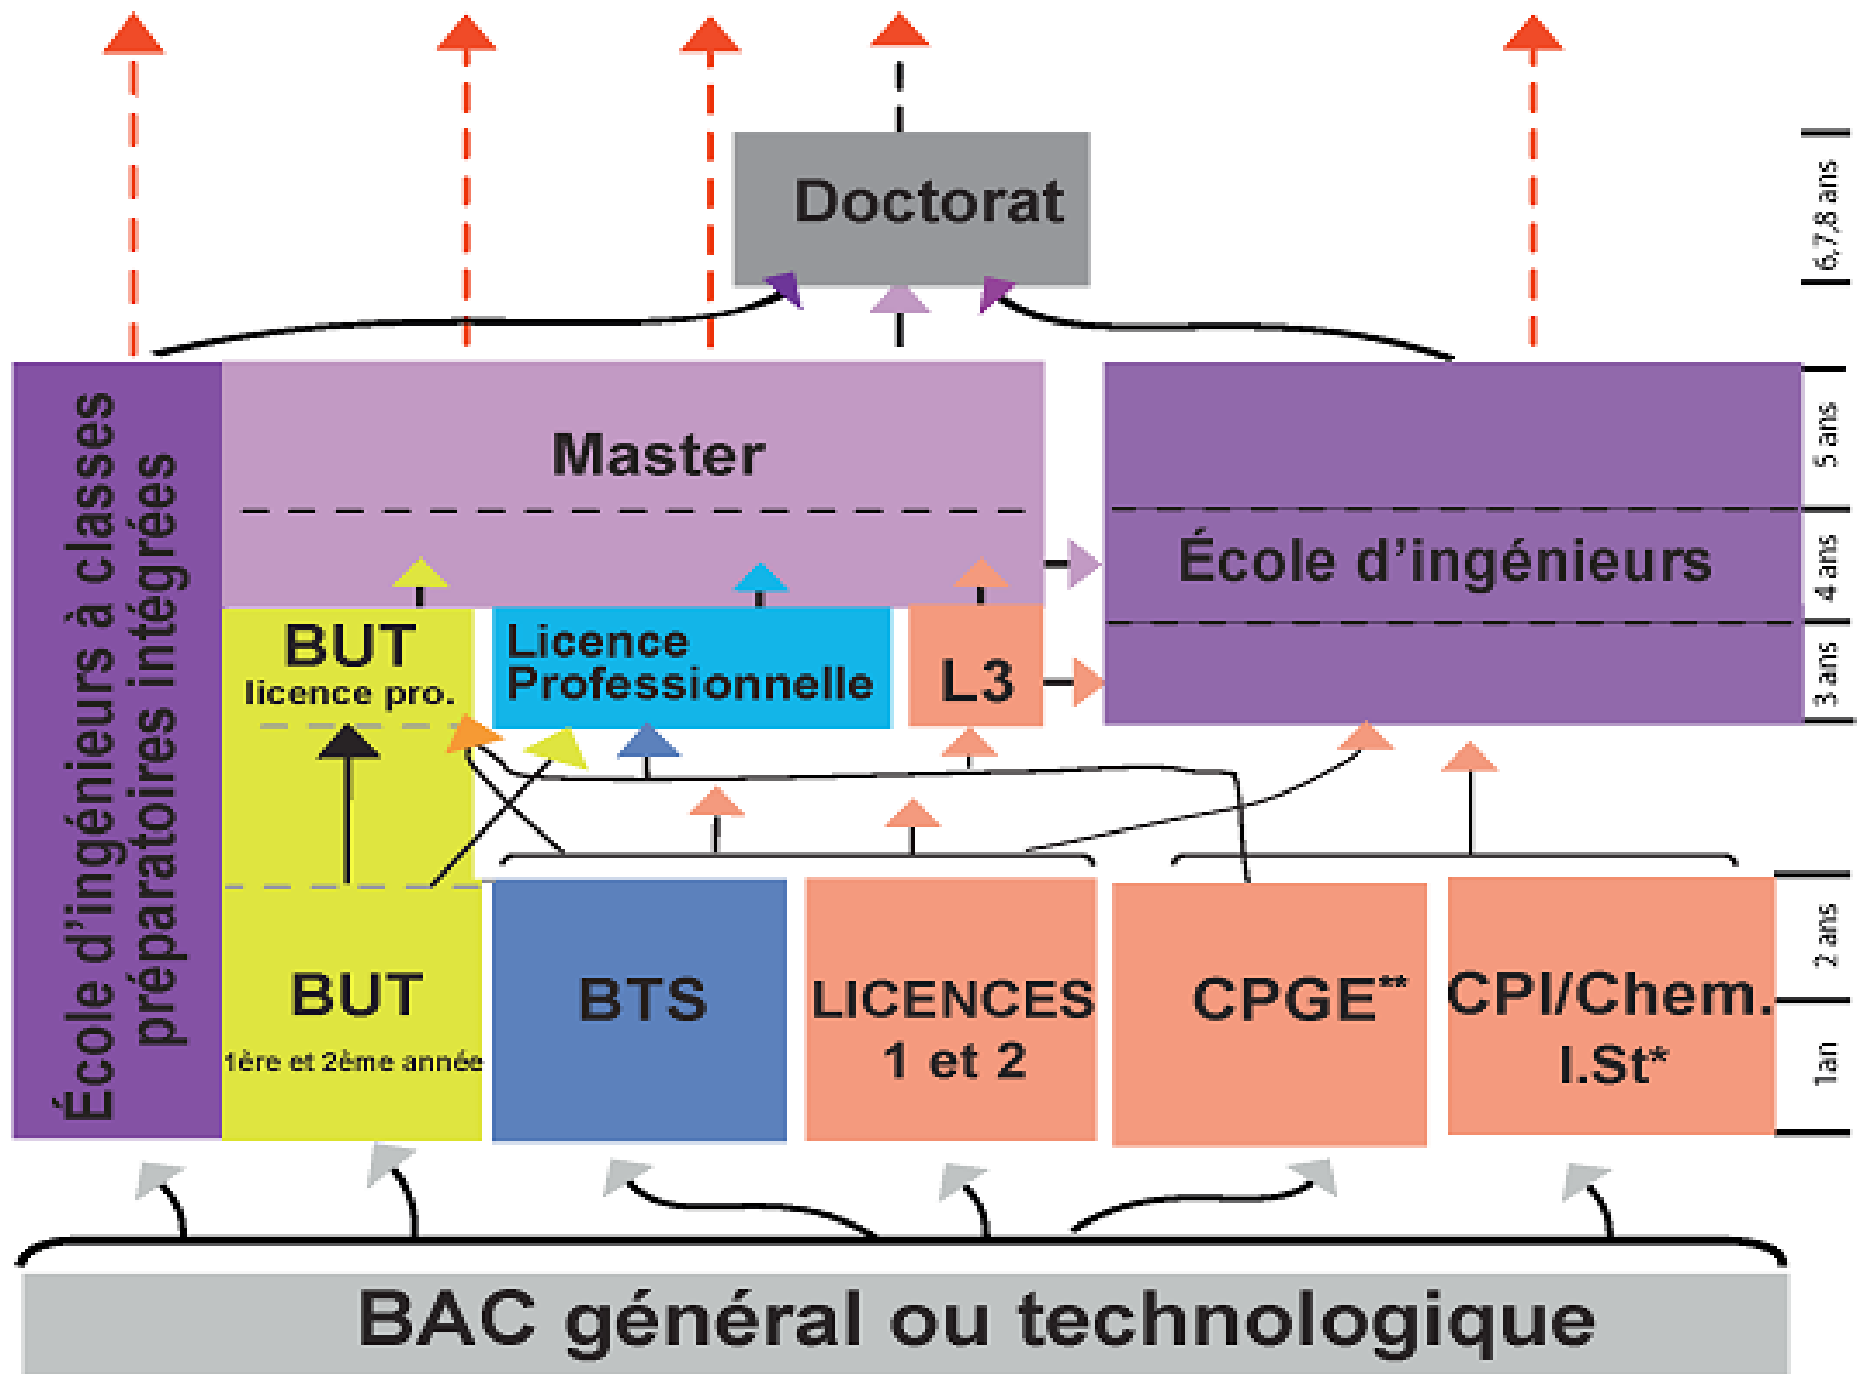 Doctorat
6,7,8 ans
École d'ingénieurs à classes
préparatoires intégrées
Master
École d'ingénieurs
5 ans
4 ans
3 ans
BUT
licence pro.
Licence
Professionnelle
L3
BUT
1ère et 2ème année
BTS
LICENCES
1 et 2
CPGE**
CPI/Chem.
I.St*
2 ans
1an
BAC général ou technologique